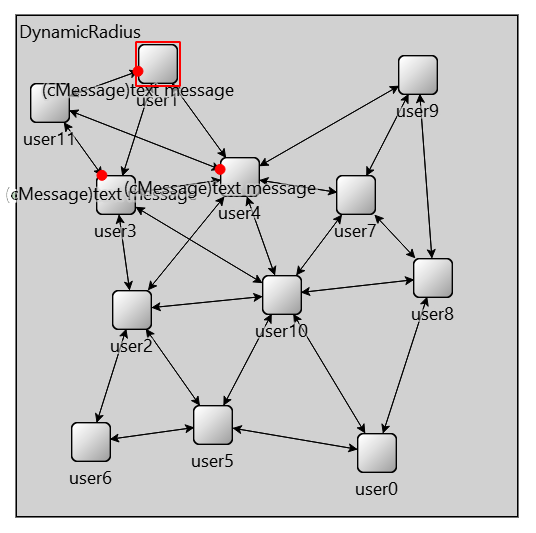 DynamicRadius
(cMessage)text message
user1
user9
user11
(cMessage)text message
(cMessage)text message
user4
user3
user7
user8
user10
user2
user5
user6
user0